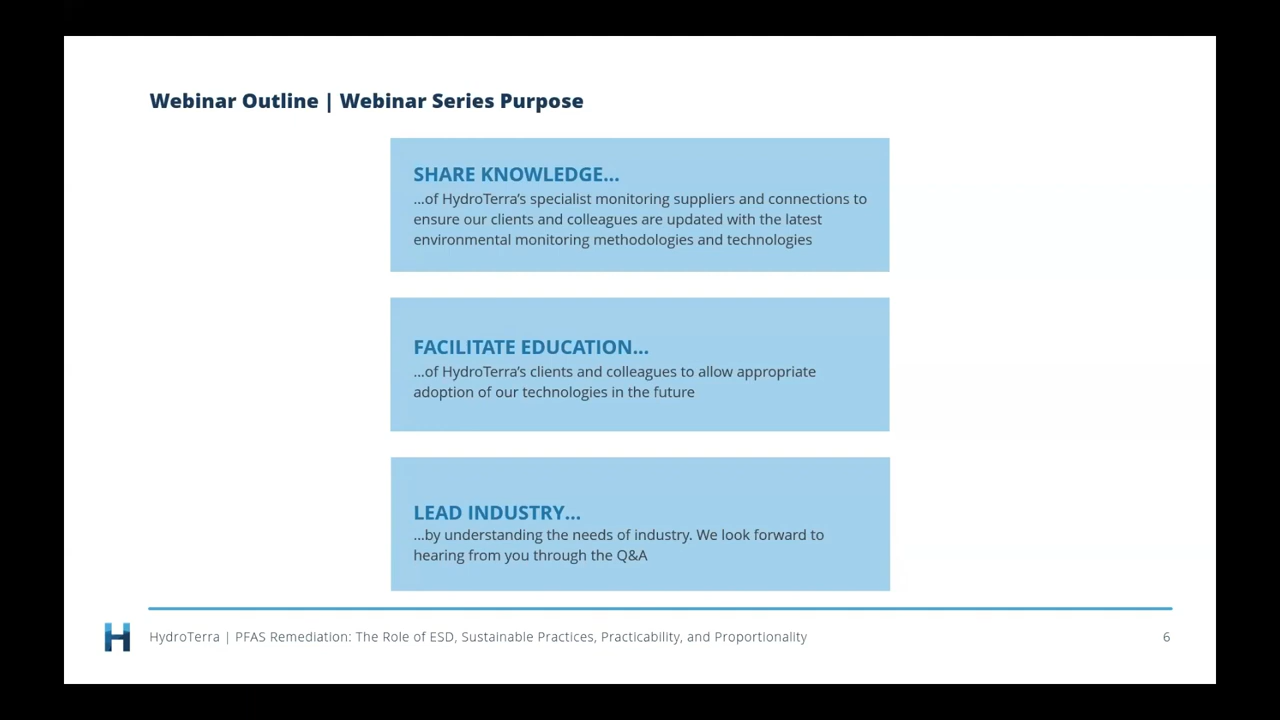 Webinar Outline | Webinar Series Purpose
SHARE KNOWLEDGE...
...of HydroTerra’s specialist monitoring suppliers and connections to
ensure our clients and colleagues are updated with the latest
environmental monitoring methodologies and technologies
FACILITATE EDUCATION...
...of HydroTerra’s clients and colleagues to allow appropriate
adoption of our technologies in the future
LEAD INDUSTRY...
...by understanding the needs of industry. We look forward to
hearing from you through the Q&A
HydroTerra | PFAS Remediation: The Role of ESD, Sustainable Practices, Practicability, and Proportionality
6